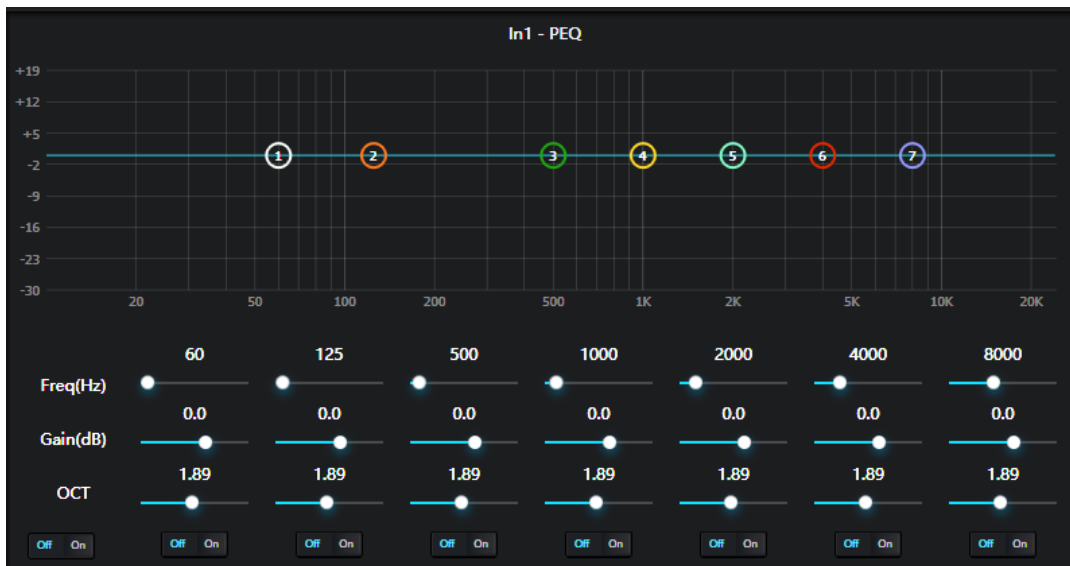 In1 - PEQ
+19
+12
+5
-2
-9
-16
-23
-30
1 2 3 4 5 6 7
20 50 100 200 500 1K 2K 5K 10K 20K
60 125 500 1000 2000 4000 8000
Freq(Hz)
0.0 0.0 0.0 0.0 0.0 0.0 0.0
Gain(dB)
1.89 1.89 1.89 1.89 1.89 1.89 1.89
OCT
Off On Off On Off On Off On Off On Off On Off On Off On